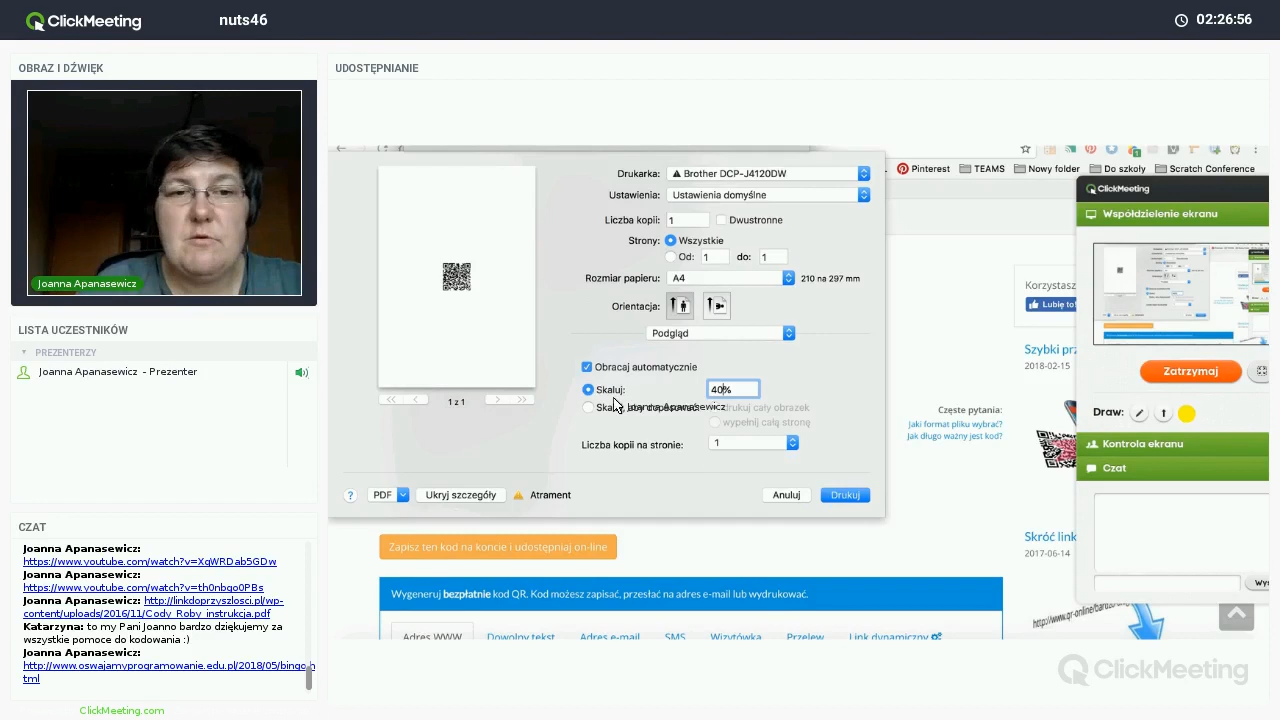 ClickMeeting
nuts46
02:26:56
OBRAZ I DŹWIĘK
Joanna Apanasewicz
LISTA UCZESTNIKÓW
PREZENTERZY
Joanna Apanasewicz - Prezenter
CZAT
Joanna Apanasewicz:
https://www.youtube.com/watch?v=XqWRDab5GDw
Joanna Apanasewicz:
https://www.youtube.com/watch?v=th0nbgo0PBs
Joanna Apanasewicz: http://linkdoprzyszlosci.pl/wp-
content/uploads/2016/11/Cody_Roby_instrukcja.pdf
Katarzyna: to my Pani Joanno bardzo dziękujemy za
wszystkie pomoce do kodowania :)
Joanna Apanasewicz:
http://www.oswajamyprogramowanie.edu.pl/2018/05/bingo.h
tml
ClickMeeting.com
UDOSTĘPNIANIE
Drukarka: Brother DCP-J4120DW
Ustawienia: Ustawienia domyślne
Liczba kopii: 1 Dwustronne
Strony: Wszystkie
Od: 1 do: 1
Rozmiar papieru: A4 210 na 297 mm
Orientacja:
Podgląd
Obracaj automatycznie
Skaluj: 40%
Joanna Apanasewicz
drukuj cały obrazek
wypełnij całą stronę
Liczba kopii na stronie: 1
1 z 1
? PDF Ukryj szczegóły Atrament Anuluj Drukuj
Pinterest TEAMS Nowy folder Do szkoły Scratch Conference
ClickMeeting
Współdzielenie ekranu
Zatrzymaj
Draw:
Kontrola ekranu
Czat
Korzystasz
Lubię to!
Szybki prz
2018-02-15
Częste pytania:
Jaki format pliku wybrać?
Jak długo ważny jest kod?
Skróć link
2017-06-14
Zapisz ten kod na koncie i udostępniaj on-line
Wygeneruj bezpłatnie kod QR. Kod możesz zapisać, przesłać na adres e-mail lub wydrukować.
Adres WWW Dowolny tekst Adres e-mail SMS Wizytówka Przelew Link dynamiczny
ClickMeeting